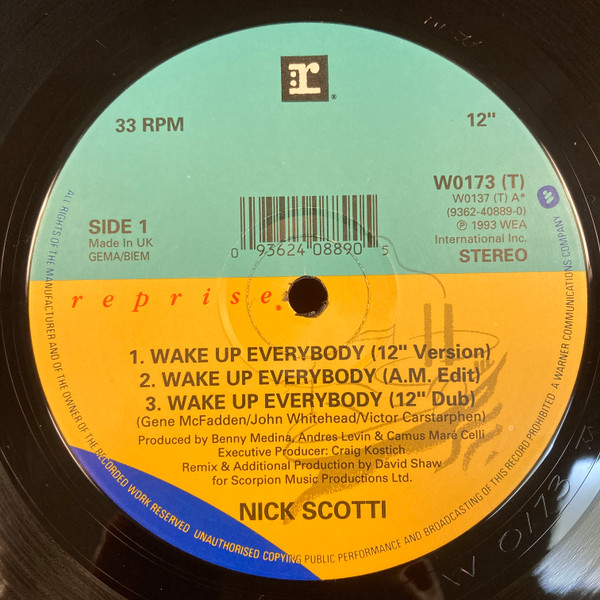 r®
33 RPM
12"
W0173 (T)
W0137 (T) A*
(9362-40889-0)
℗ 1993 WEA
International Inc.
STEREO
SIDE 1
Made In UK
GEMA/BIEM
0 93624 08890 5
reprise
1. WAKE UP EVERYBODY (12" Version)
2. WAKE UP EVERYBODY (A.M. Edit)
3. WAKE UP EVERYBODY (12" Dub)
(Gene McFadden/John Whitehead/Victor Carstarphen)
Produced by Benny Medina, Andres Levin & Camus Mare Celli
Executive Producer: Craig Kostich
Remix & Additional Production by David Shaw
for Scorpion Music Productions Ltd.
NICK SCOTTI
ALL RIGHTS OF THE MANUFACTURER AND OF THE OWNER OF THE RECORDED WORK RESERVED UNAUTHORISED COPYING PUBLIC PERFORMANCE AND BROADCASTING OF THIS RECORD PROHIBITED A WARNER COMMUNICATIONS COMPANY
W 0173